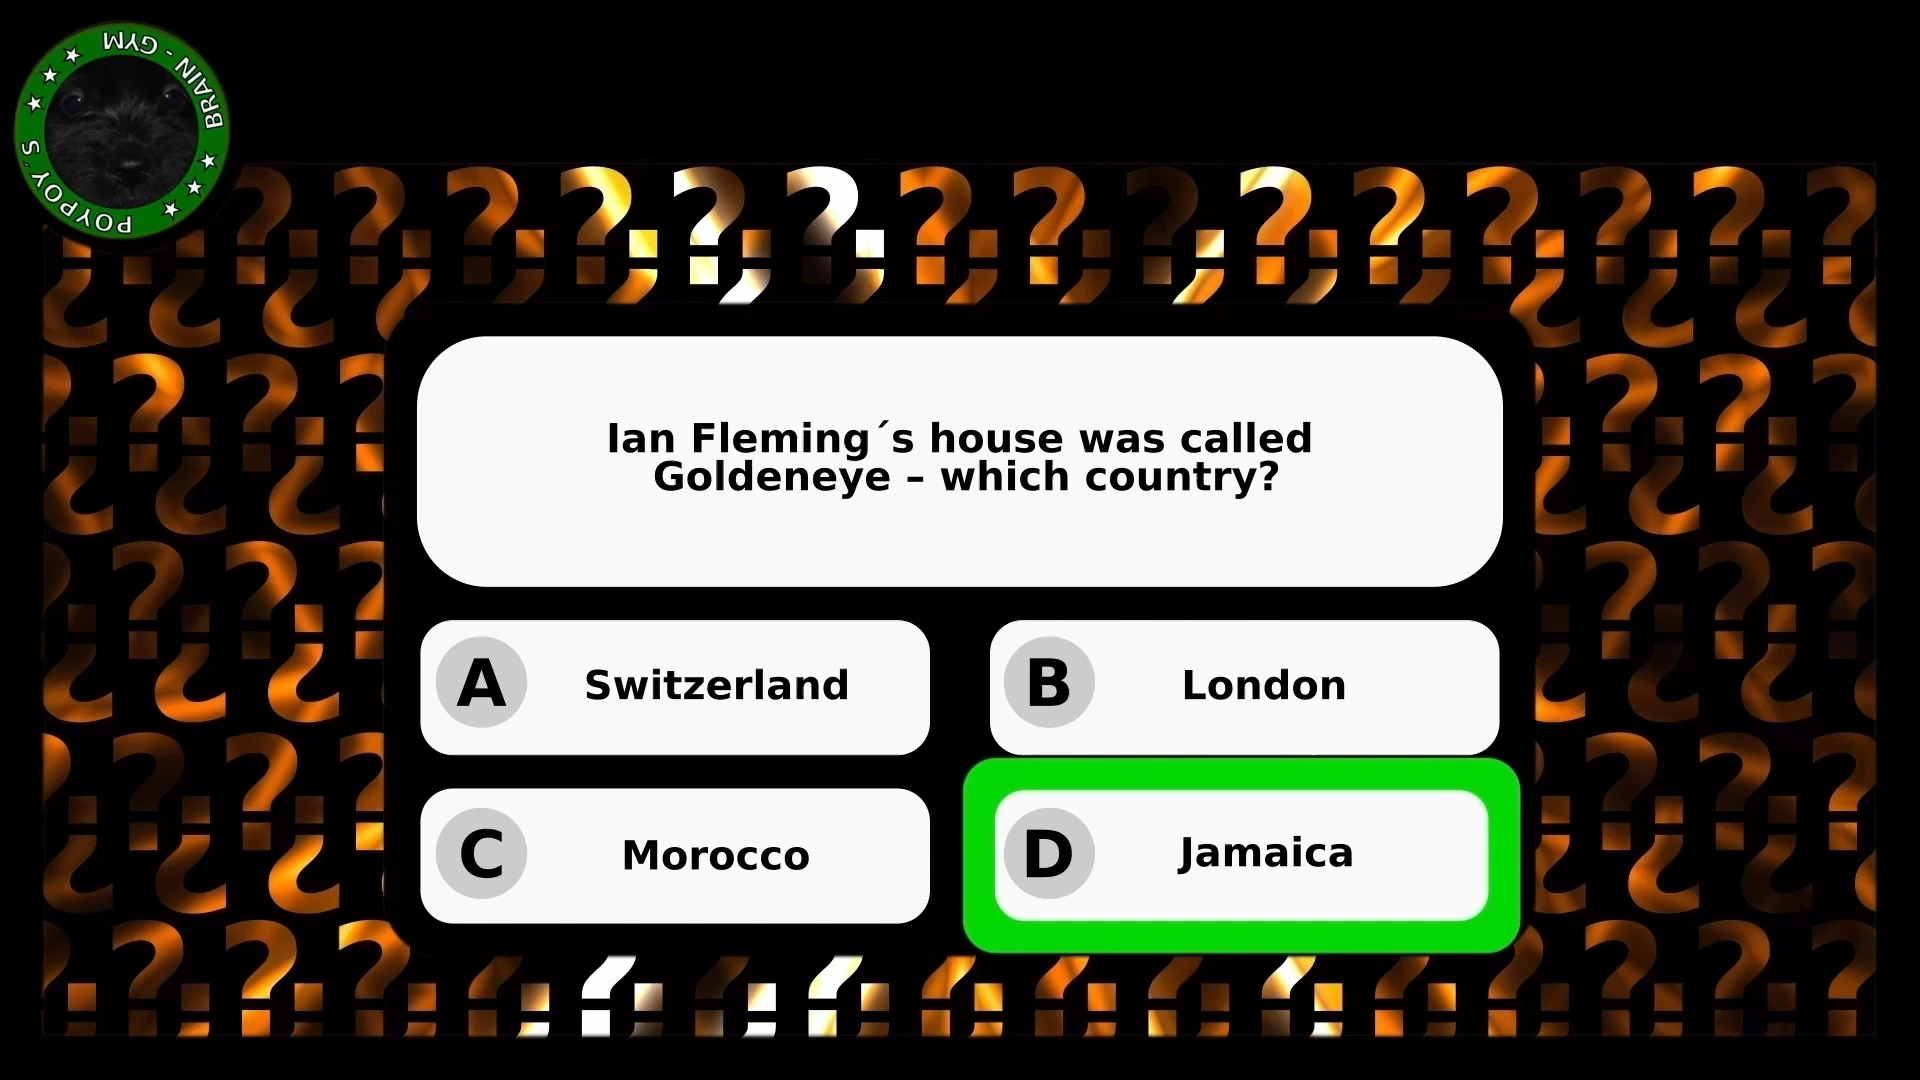 POYPOY´S BRAIN - GYM
Ian Fleming´s house was called
Goldeneye – which country?
A Switzerland
B London
C Morocco
D Jamaica